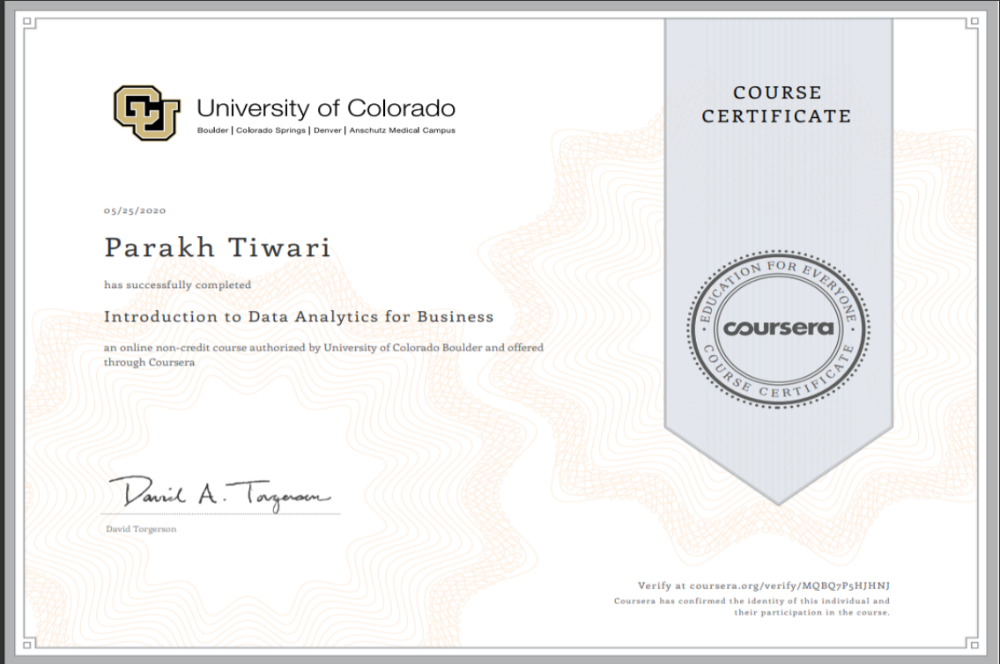 CU
University of Colorado
Boulder | Colorado Springs | Denver | Anschutz Medical Campus
COURSE
CERTIFICATE
05/25/2020
Parakh Tiwari
has successfully completed
Introduction to Data Analytics for Business
an online non-credit course authorized by University of Colorado Boulder and offered
through Coursera
EDUCATION FOR EVERYONE
coursera
COURSE CERTIFICATE
David A. Torgerson
David Torgerson
Verify at coursera.org/verify/MQBQ7P5HJHNJ
Coursera has confirmed the identity of this individual and
their participation in the course.